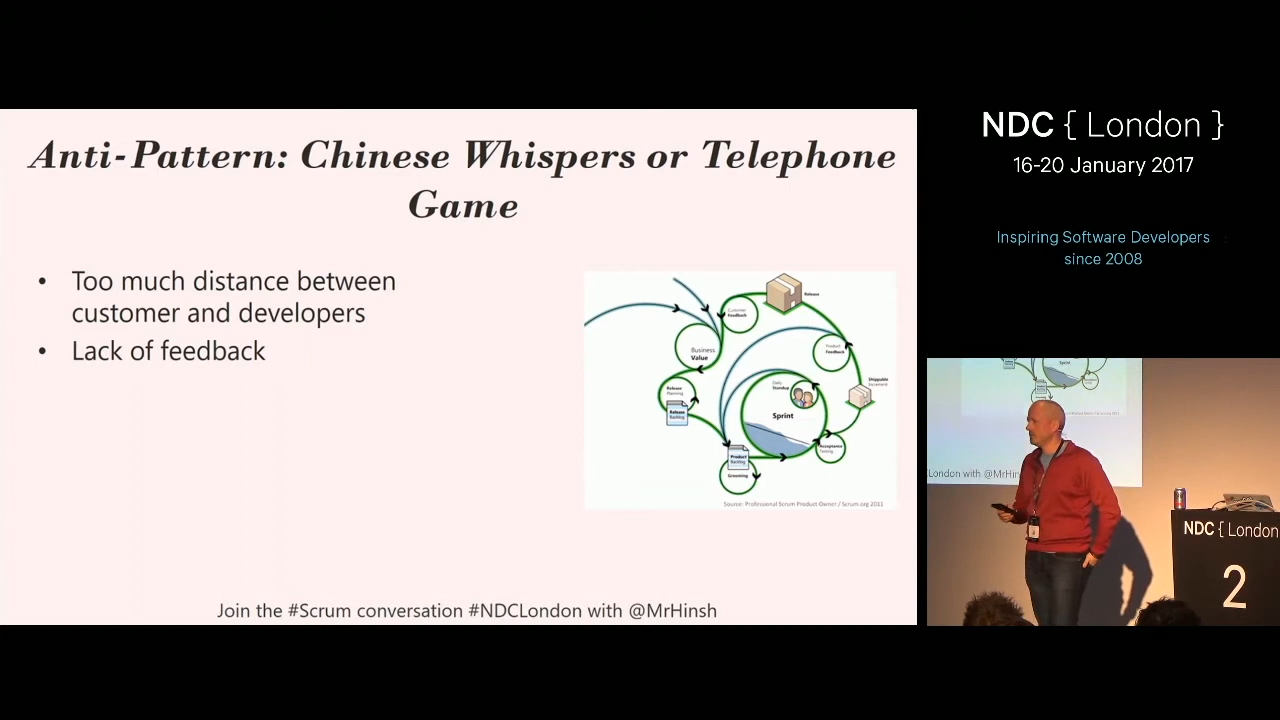 Anti-Pattern: Chinese Whispers or Telephone
Game
• Too much distance between
customer and developers
• Lack of feedback
Release
Customer
Feedback
Business
Value
Product
Feedback
Release
Planning
Release
Backlog
Daily
Standup
Shippable
Increment
Sprint
Acceptance
Testing
Product
Backlog
Grooming
Source: Professional Scrum Product Owner / Scrum.org 2011
Join the #Scrum conversation #NDCLondon with @MrHinsh
NDC { London }
16-20 January 2017
Inspiring Software Developers
since 2008
Sprint
London with @MrHin
NDC { London
2